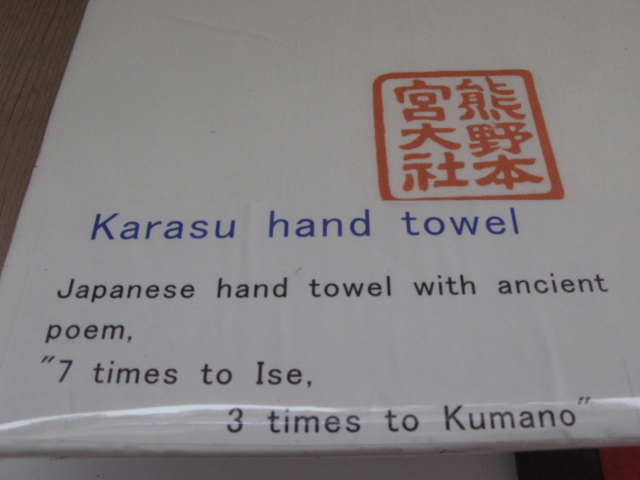 熊野本
宮大社
Karasu hand towel
Japanese hand towel with ancient
poem,
"7 times to Ise,
3 times to Kumano"